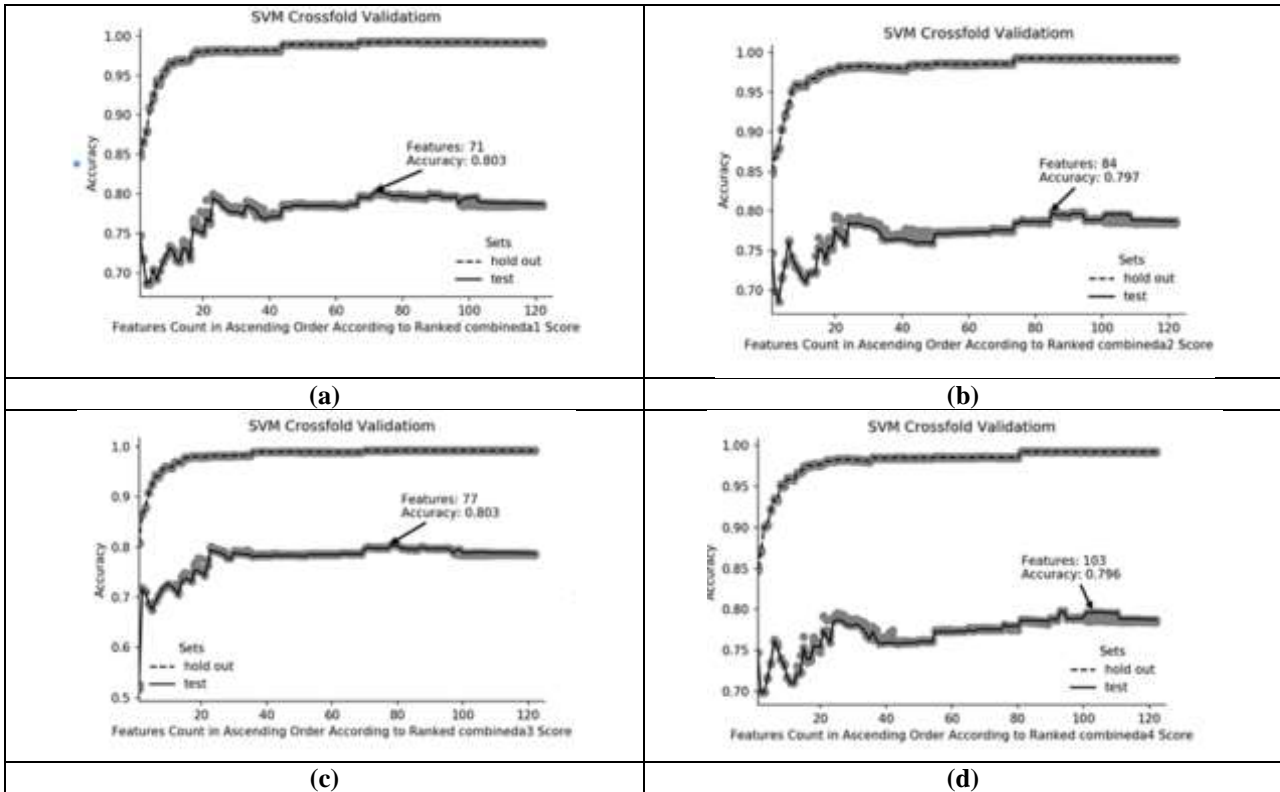 SVM Crossfold Validatiom
1.00
0.95
0.90
0.85
0.80
0.75
0.70
Accuracy
Features: 71
Accuracy: 0.803
Sets
hold out
test
20 40 60 80 100 120
Features Count in Ascending Order According to Ranked combineda1 Score
(a)
SVM Crossfold Validatiom
1.00
0.95
0.90
0.85
0.80
0.75
0.70
Accuracy
Features: 84
Accuracy: 0.797
Sets
hold out
test
20 40 60 80 100 120
Features Count in Ascending Order According to Ranked combineda2 Score
(b)
SVM Crossfold Validatiom
1.0
0.9
0.8
0.7
0.6
0.5
Accuracy
Features: 77
Accuracy: 0.803
Sets
hold out
test
20 40 60 80 100 120
Features Count in Ascending Order According to Ranked combineda3 Score
(c)
SVM Crossfold Validatiom
1.00
0.95
0.90
0.85
0.80
0.75
0.70
Accuracy
Features: 103
Accuracy: 0.796
Sets
hold out
test
20 40 60 80 100 120
Features Count in Ascending Order According to Ranked combineda4 Score
(d)